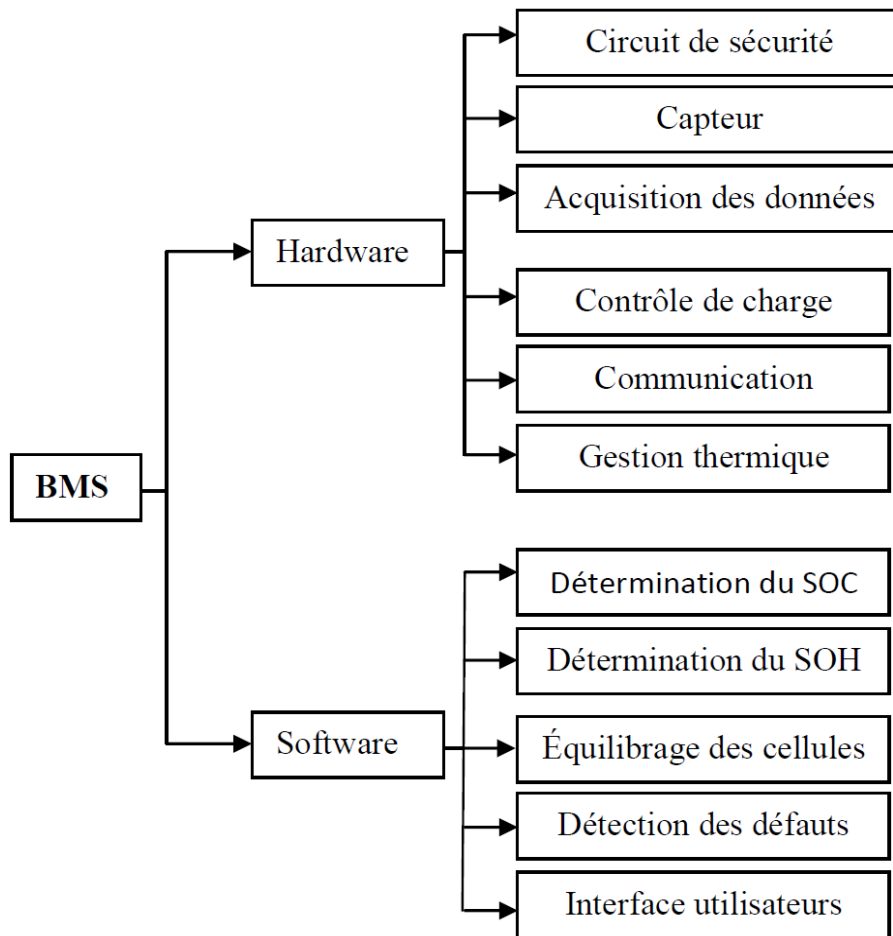 BMS
Hardware
Circuit de sécurité
Capteur
Acquisition des données
Contrôle de charge
Communication
Gestion thermique
Software
Détermination du SOC
Détermination du SOH
Équilibrage des cellules
Détection des défauts
Interface utilisateurs